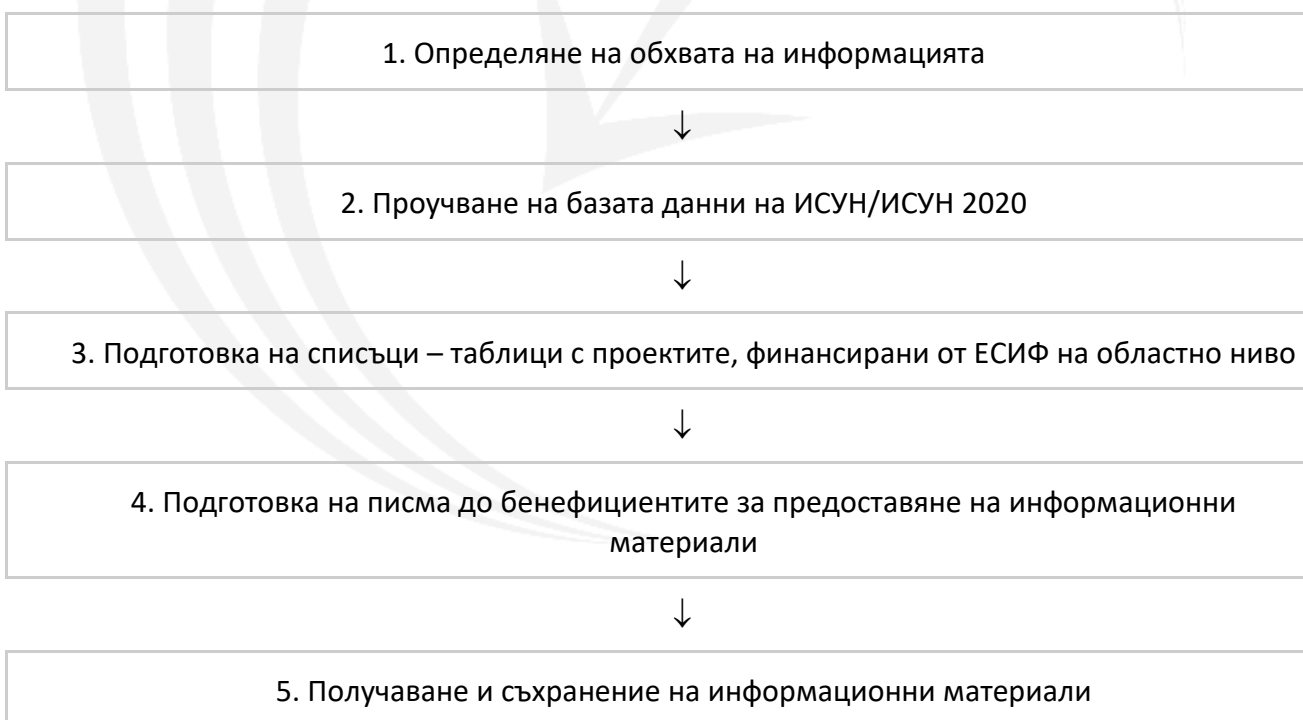 1. Определяне на обхвата на информацията
↓
2. Проучване на базата данни на ИСУН/ИСУН 2020
↓
3. Подготовка на списъци – таблици с проектите, финансирани от ЕСИФ на областно ниво
↓
4. Подготовка на писма до бенефициентите за предоставяне на информационни
материали
↓
5. Получаване и съхранение на информационни материали